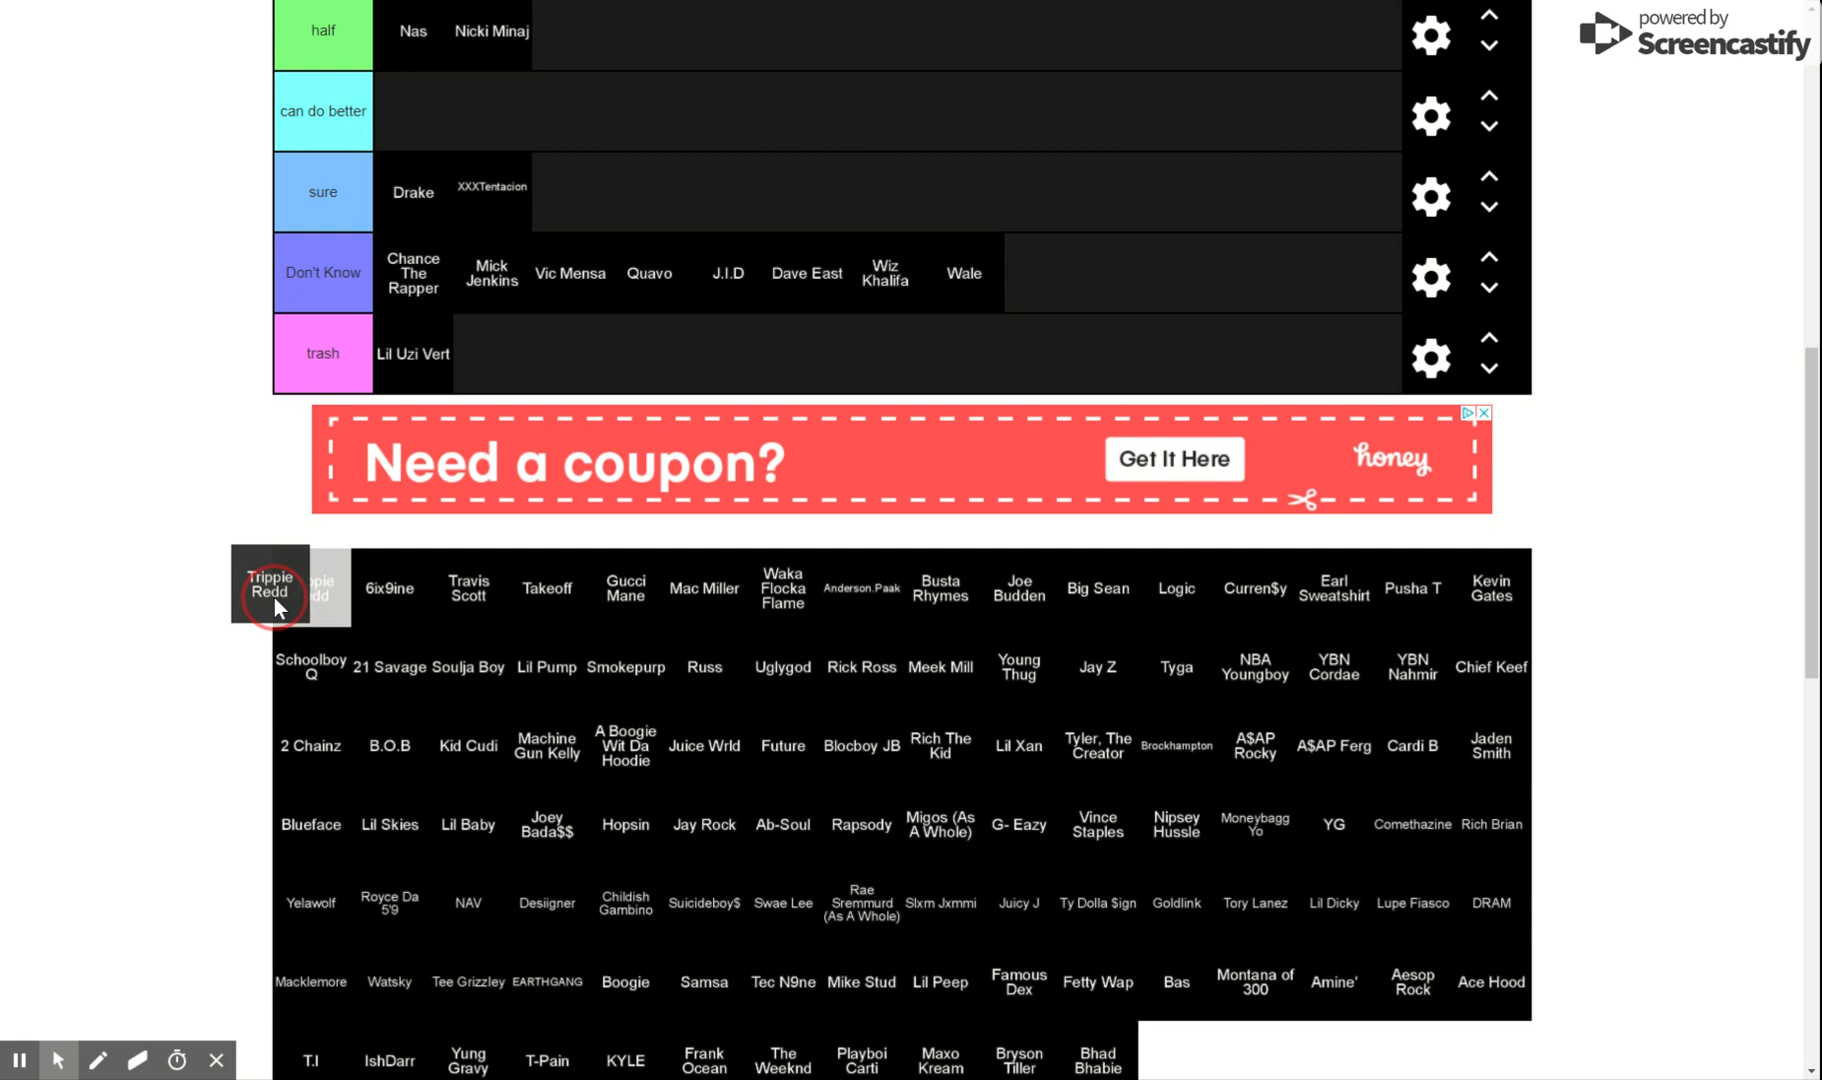 powered by
Screencastify
half
Nas
Nicki Minaj
can do better
sure
Drake
XXXTentacion
Don't Know
Chance
The
Rapper
Mick
Jenkins
Vic Mensa
Quavo
J.I.D
Dave East
Wiz
Khalifa
Wale
trash
Lil Uzi Vert
Need a coupon?
Get It Here
honey
Trippie
Redd
6ix9ine
Travis
Scott
Takeoff
Gucci
Mane
Mac Miller
Waka
Flocka
Flame
Anderson.Paak
Busta
Rhymes
Joe
Budden
Big Sean
Logic
Curren$y
Earl
Sweatshirt
Pusha T
Kevin
Gates
Schoolboy
Q
21 Savage
Soulja Boy
Lil Pump
Smokepurp
Russ
Uglygod
Rick Ross
Meek Mill
Young
Thug
Jay Z
Tyga
NBA
Youngboy
YBN
Cordae
YBN
Nahmir
Chief Keef
2 Chainz
B.O.B
Kid Cudi
Machine
Gun Kelly
A Boogie
Wit Da
Hoodie
Juice Wrld
Future
Blocboy JB
Rich The
Kid
Lil Xan
Tyler, The
Creator
Brockhampton
A$AP
Rocky
A$AP Ferg
Cardi B
Jaden
Smith
Blueface
Lil Skies
Lil Baby
Joey
Bada$$
Hopsin
Jay Rock
Ab-Soul
Rapsody
Migos (As
A Whole)
G- Eazy
Vince
Staples
Nipsey
Hussle
Moneybagg
Yo
YG
Comethazine
Rich Brian
Yelawolf
Royce Da
5'9
NAV
Desiigner
Childish
Gambino
Suicideboy$
Swae Lee
Rae
Sremmurd
(As A Whole)
Slxm Jxmmi
Juicy J
Ty Dolla $ign
Goldlink
Tory Lanez
Lil Dicky
Lupe Fiasco
DRAM
Macklemore
Watsky
Tee Grizzley
EARTHGANG
Boogie
Samsa
Tec N9ne
Mike Stud
Lil Peep
Famous
Dex
Fetty Wap
Bas
Montana of
300
Amine'
Aesop
Rock
Ace Hood
T.I
IshDarr
Yung
Gravy
T-Pain
KYLE
Frank
Ocean
The
Weeknd
Playboi
Carti
Maxo
Kream
Bryson
Tiller
Bhad
Bhabie